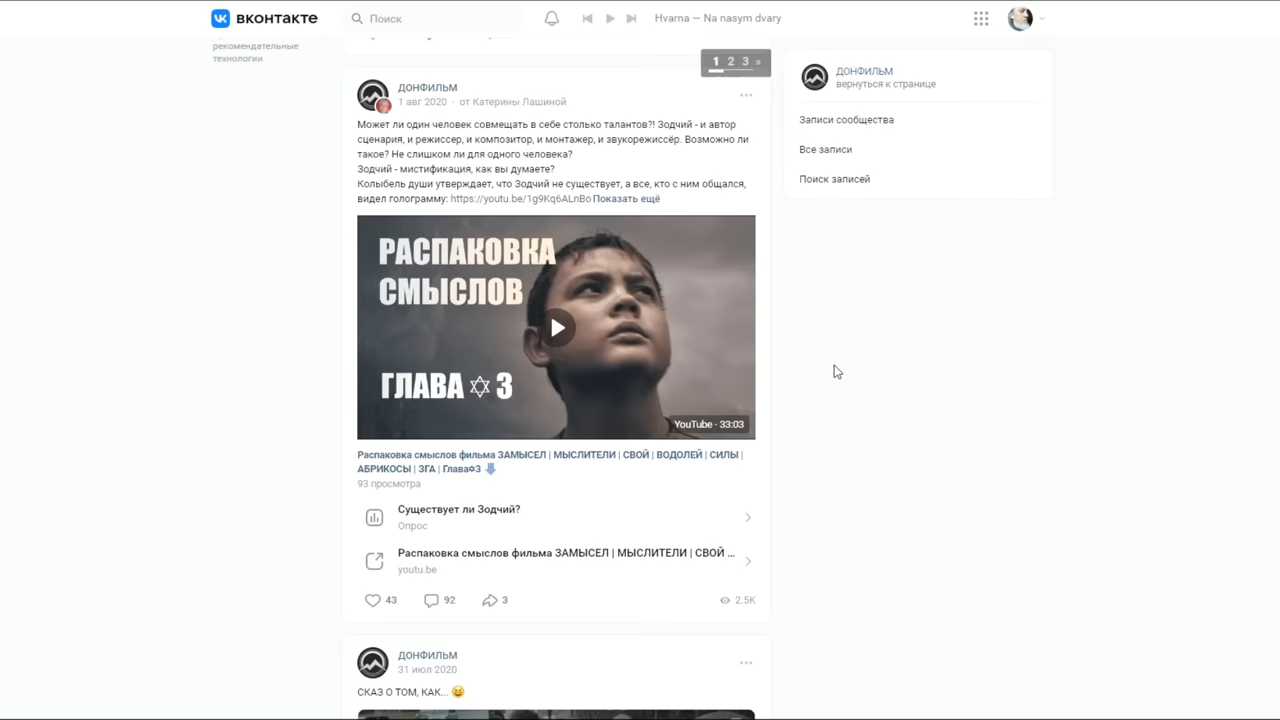 вконтакте
Поиск
Hvarna — Na nasym dvary
рекомендательные
технологии
1 2 3 »
ДОНФИЛЬМ
1 авг 2020 · от Катерины Лашиной
Может ли один человек совмещать в себе столько талантов?! Зодчий - и автор
сценария, и режиссер, и композитор, и монтажер, и звукорежиссёр. Возможно ли
такое? Не слишком ли для одного человека?
Зодчий - мистификация, как вы думаете?
Колыбель души утверждает, что Зодчий не существует, а все, кто с ним общался,
видел голограмму: https://youtu.be/1g9Kq6ALnBo Показать ещё
РАСПАКОВКА
СМЫСЛОВ
ГЛАВА ✡ 3
YouTube · 33:03
Распаковка смыслов фильма ЗАМЫСЕЛ | МЫСЛИТЕЛИ | СВОЙ | ВОДОЛЕЙ | СИЛЫ |
АБРИКОСЫ | ЗГА | Глава✡3 ⬇
93 просмотра
Существует ли Зодчий?
Опрос
Распаковка смыслов фильма ЗАМЫСЕЛ | МЫСЛИТЕЛИ | СВОЙ ...
youtu.be
43 92 3 2.5K
ДОНФИЛЬМ
31 июл 2020
СКАЗ О ТОМ, КАК... 😄
ДОНФИЛЬМ
вернуться к странице
Записи сообщества
Все записи
Поиск записей